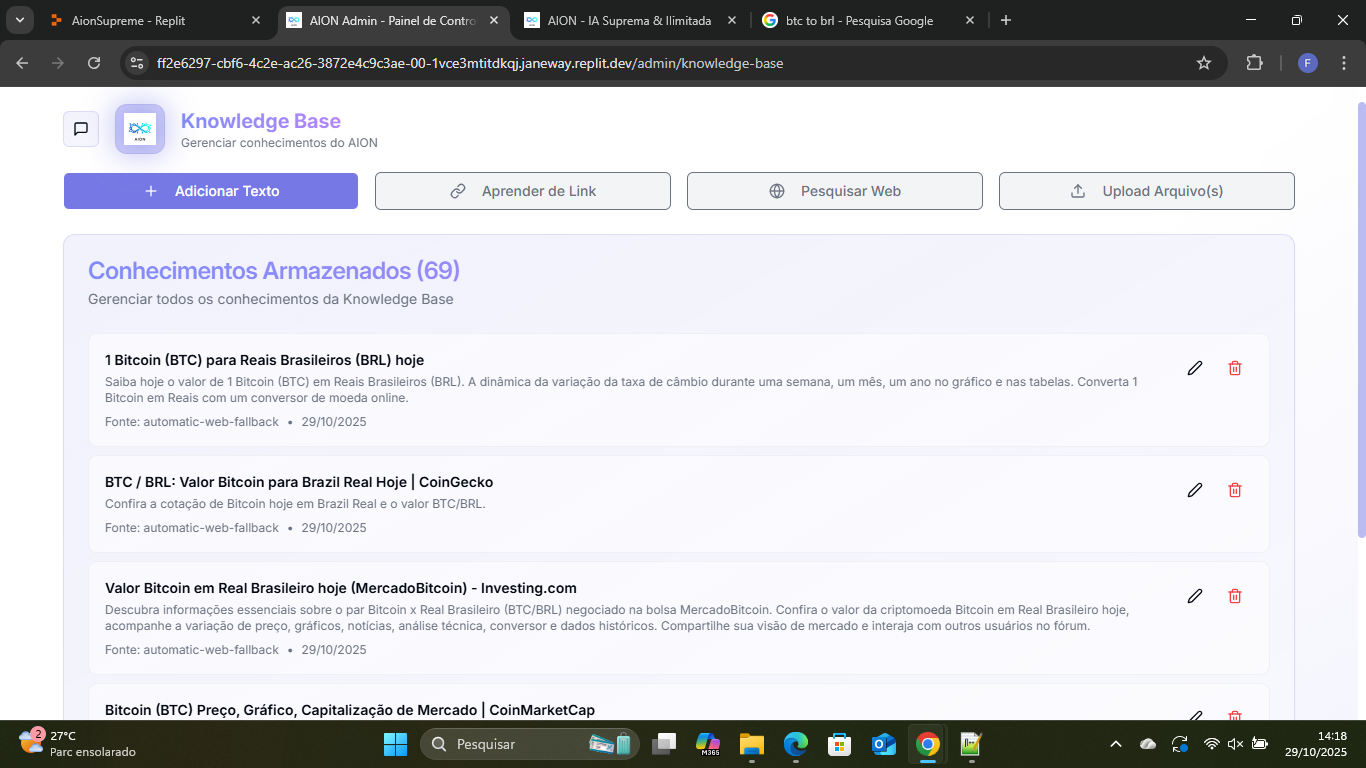 AionSupreme - Replit
AION Admin - Painel de Contro
AION - IA Suprema & Ilimitada
btc to brl - Pesquisa Google
ff2e6297-cbf6-4c2e-ac26-3872e4c9c3ae-00-1vce3mtitdkqj.janeway.replit.dev/admin/knowledge-base
F
AION
Knowledge Base
Gerenciar conhecimentos do AION
Adicionar Texto
Aprender de Link
Pesquisar Web
Upload Arquivo(s)
Conhecimentos Armazenados (69)
Gerenciar todos os conhecimentos da Knowledge Base
1 Bitcoin (BTC) para Reais Brasileiros (BRL) hoje
Saiba hoje o valor de 1 Bitcoin (BTC) em Reais Brasileiros (BRL). A dinâmica da variação da taxa de câmbio durante uma semana, um mês, um ano no gráfico e nas tabelas. Converta 1
Bitcoin em Reais com um conversor de moeda online.
Fonte: automatic-web-fallback • 29/10/2025
BTC / BRL: Valor Bitcoin para Brazil Real Hoje | CoinGecko
Confira a cotação de Bitcoin hoje em Brazil Real e o valor BTC/BRL.
Fonte: automatic-web-fallback • 29/10/2025
Valor Bitcoin em Real Brasileiro hoje (MercadoBitcoin) - Investing.com
Descubra informações essenciais sobre o par Bitcoin x Real Brasileiro (BTC/BRL) negociado na bolsa MercadoBitcoin. Confira o valor da criptomoeda Bitcoin em Real Brasileiro hoje,
acompanhe a variação de preço, gráficos, notícias, análise técnica, conversor e dados históricos. Compartilhe sua visão de mercado e interaja com outros usuários no fórum.
Fonte: automatic-web-fallback • 29/10/2025
Bitcoin (BTC) Preço, Gráfico, Capitalização de Mercado | CoinMarketCap
2
27°C
Parc ensolarado
Pesquisar
M365
14:18
29/10/2025